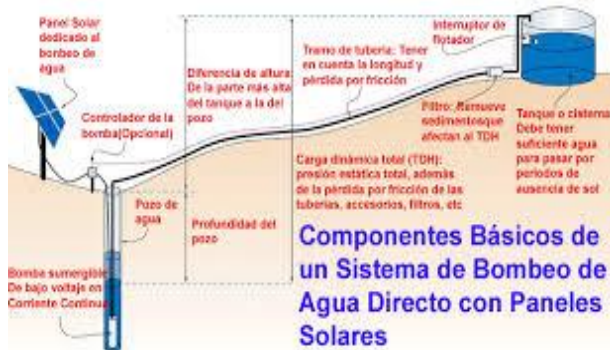 Panel Solar
dedicado al
bonbeo de
agua
Controlador de la
bomba(Opcional)
Diferencia de altura:
De la parte más alta
del tanque a la del
pozo
Tramo de tuberia: Tener
en cuenta la longitud y
pérdida por fricción
Interruptor de
flotador
Filtro: Remueve
sedimentosque
afectan al TDH
Tanque o cisterna
Debe tener
suficiente agua
para pasar por
periodos de
ausencia de sol
Carga dinámica total (TDH):
presión estática total, además
de la pérdida por fricción de las
tuberias, accesorios, filtros, etc
Pozo de
agua
Profundidad del
pozo
Bomba sumergible
De bajo voltaje en
Corriente Continua
Componentes Básicos de
un Sistema de Bombeo de
Agua Directo con Paneles
Solares